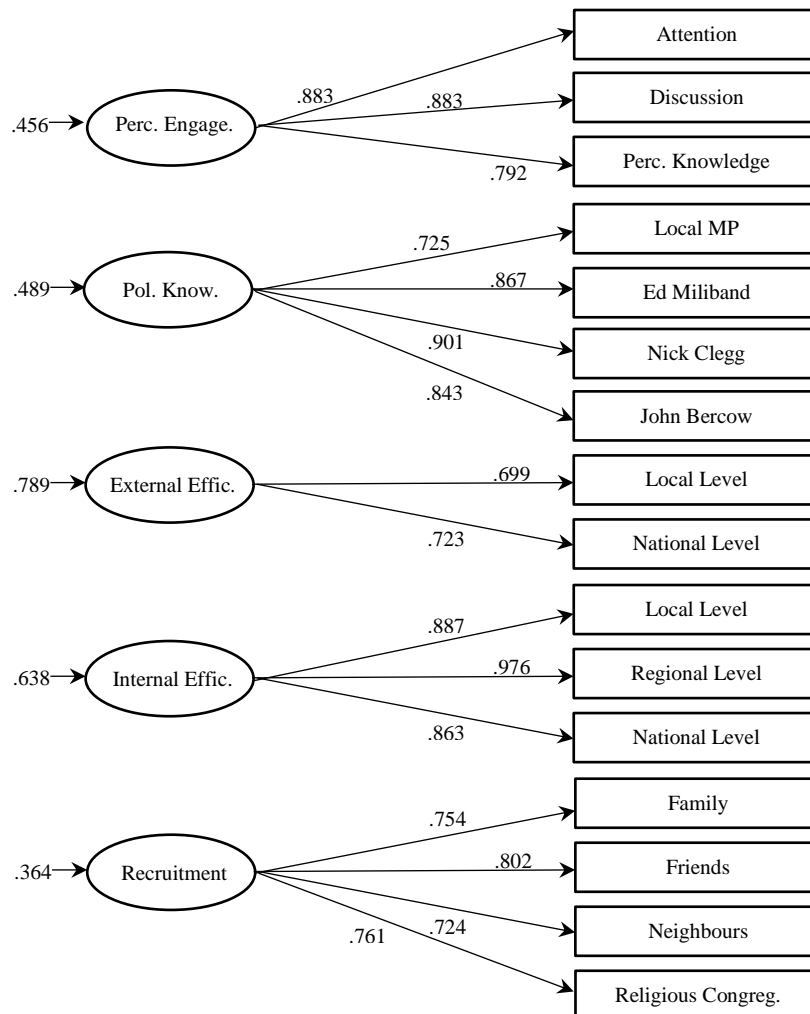 Attention
.883
.883
Discussion
.456
Perc. Engage.
Perc. Knowledge
.792
Local MP
.725
.867
Ed Miliband
.489
Pol. Know.
.901
Nick Clegg
.843
John Bercow
.699
Local Level
.789
External Effic.
.723
National Level
.887
Local Level
.976
Regional Level
.638
Internal Effic.
.863
National Level
.754
Family
.802
Friends
.364
Recruitment
.724
.761
Neighbours
Religious Congreg.